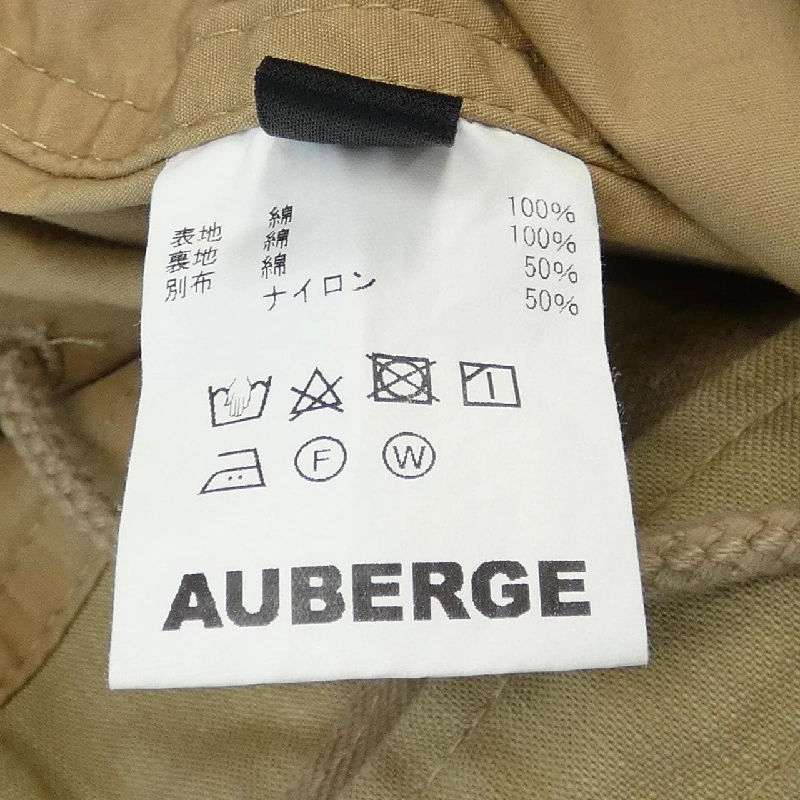 表地 綿 100%
裏地 綿 100%
別布 綿 50%
ナイロン 50%
F W
AUBERGE